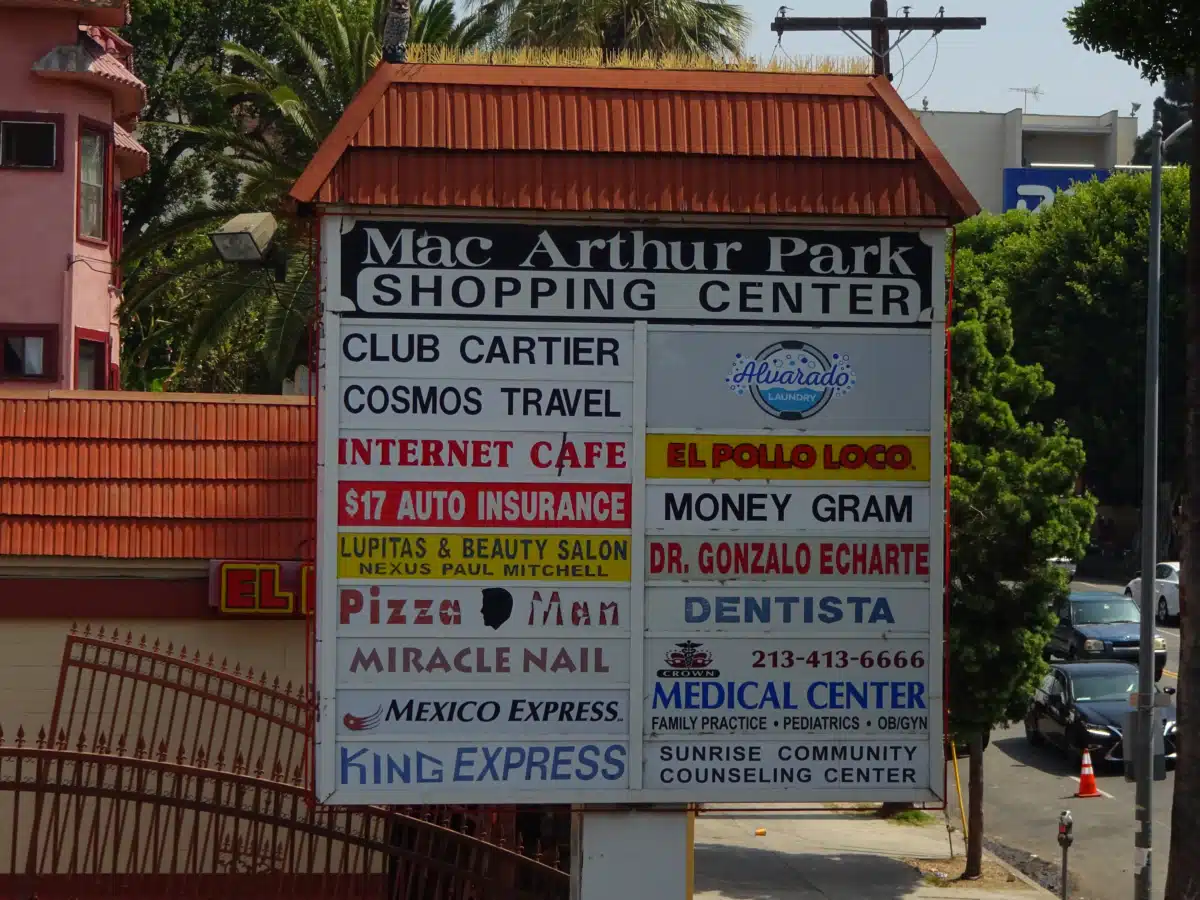 Mac Arthur Park
SHOPPING CENTER
CLUB CARTIER
COSMOS TRAVEL
INTERNET CAFE
$17 AUTO INSURANCE
LUPITAS & BEAUTY SALON
NEXUS PAUL MITCHELL
Pizza Man
MIRACLE NAIL
MEXICO EXPRESS
KING EXPRESS
Alvarado
LAUNDRY
EL POLLO LOCO
MONEY GRAM
DR. GONZALO ECHARTE
DENTISTA
CROWN
213-413-6666
MEDICAL CENTER
FAMILY PRACTICE • PEDIATRICS • OB/GYN
SUNRISE COMMUNITY
COUNSELING CENTER
EL